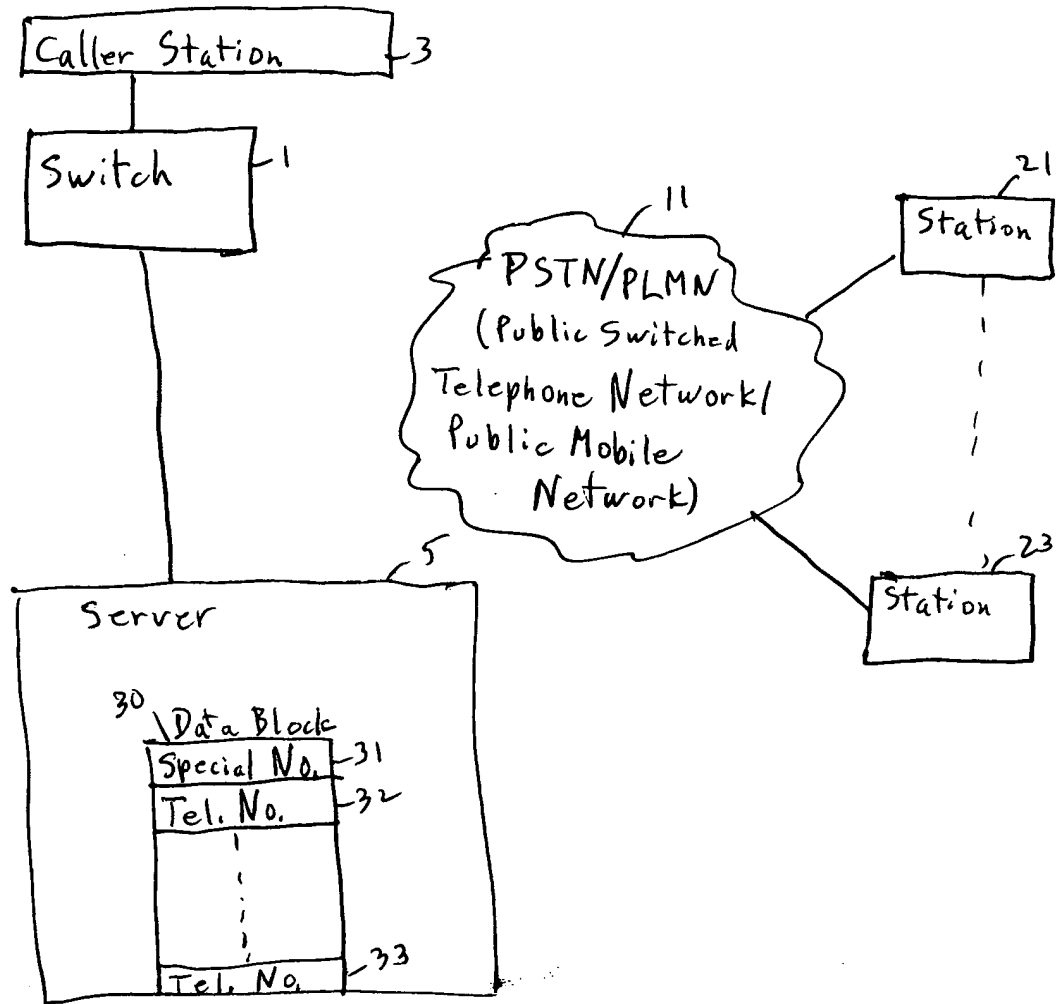 Caller Station
3
Switch
1
11
PSTN/PLMN
(Public Switched
Telephone Network/
Public Mobile
Network)
21
Station
23
Station
5
Server
30
Data Block
Special No.
31
Tel. No.
32
Tel. No.
33